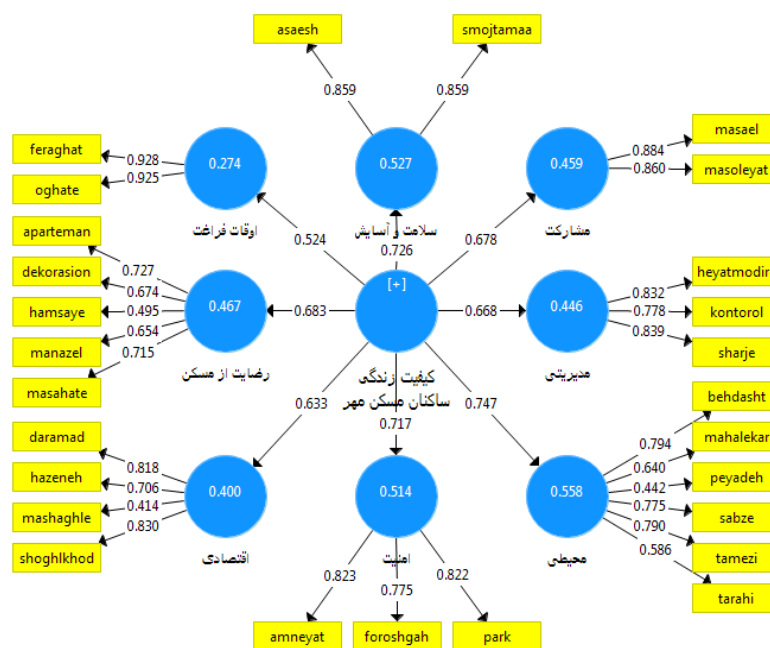 asaesh
smojtamaa
0.859
0.859
feraghat
oghate
0.928
0.925
0.274
اوقات فراغت
0.527
سلامت و آسایش
0.459
مشارکت
0.884
0.860
masael
masoleyat
0.524
0.726
0.678
aparteman
dekorasion
hamsaye
manazel
masahate
0.727
0.674
0.495
0.654
0.715
0.467
رضایت از مسکن
0.683
[+]
کیفیت زندگی
ساکنان مسکن مهر
0.668
0.446
مدیریتی
0.832
0.778
0.839
heyatmodir
kontorol
sharje
0.633
0.717
0.747
daramad
hazeneh
mashaghle
shoghlkhod
0.818
0.706
0.414
0.830
0.400
اقتصادی
0.514
امنیت
0.558
محیطی
0.794
0.640
0.442
0.775
0.790
0.586
behdasht
mahalekar
peyadeh
sabze
tamezi
tarahi
0.823
0.775
0.822
amneyat
foroshgah
park